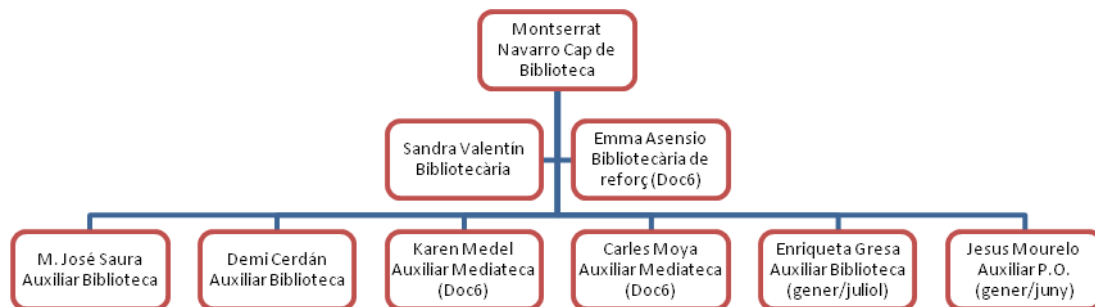 Montserrat
Navarro Cap de
Biblioteca
Sandra Valentín
Bibliotecària
Emma Asensio
Bibliotecària de
reforç (Doc6)
M. José Saura
Auxiliar Biblioteca
Demi Cerdán
Auxiliar Biblioteca
Karen Medel
Auxiliar Mediateca
(Doc6)
Carles Moya
Auxiliar Mediateca
(Doc6)
Enriqueta Gresa
Auxiliar Biblioteca
(gener/juliol)
Jesus Mourelo
Auxiliar P.O.
(gener/juny)